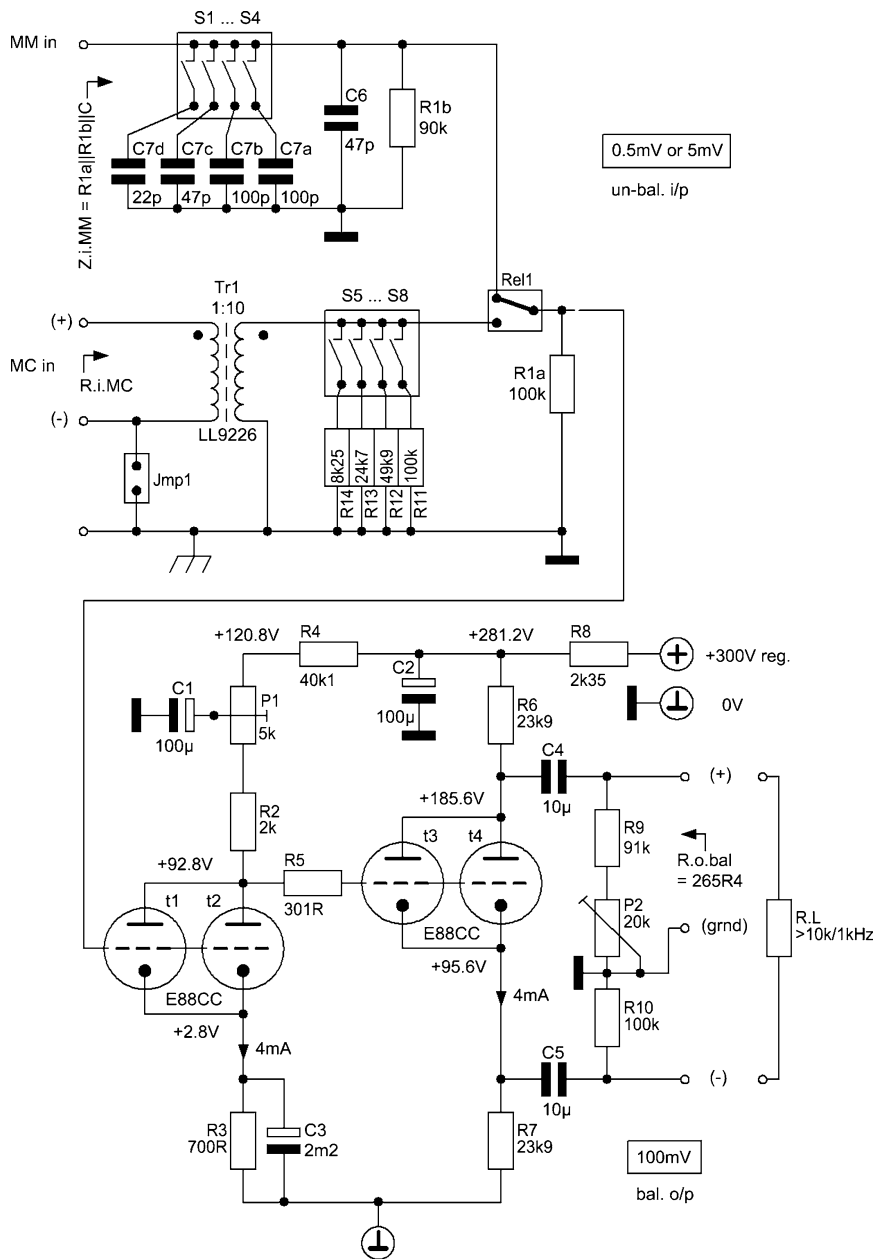 S1 ... S4
MM in
Z.i.MM = R1a||R1b||C
C6
47p
R1b
90k
C7d
C7c
C7b
C7a
22p
47p
100p
100p
0.5mV or 5mV
un-bal. i/p
Tr1
1:10
S5 ... S8
Rel1
(+)
MC in
R.i.MC
(-)
LL9226
R1a
100k
Jmp1
8k25
24k7
49k9
100k
R14
R13
R12
R11
+120.8V
R4
40k1
+281.2V
R8
2k35
+300V reg.
C1
100µ
P1
5k
C2
100µ
R6
23k9
0V
C4
10µ
(+)
R2
2k
+185.6V
t3
t4
R9
91k
R.o.bal
= 265R4
+92.8V
R5
301R
t1
t2
P2
20k
(grnd)
R.L
>10k/1kHz
E88CC
+95.6V
E88CC
+2.8V
4mA
R10
100k
4mA
C5
10µ
(-)
R3
700R
C3
2m2
R7
23k9
100mV
bal. o/p